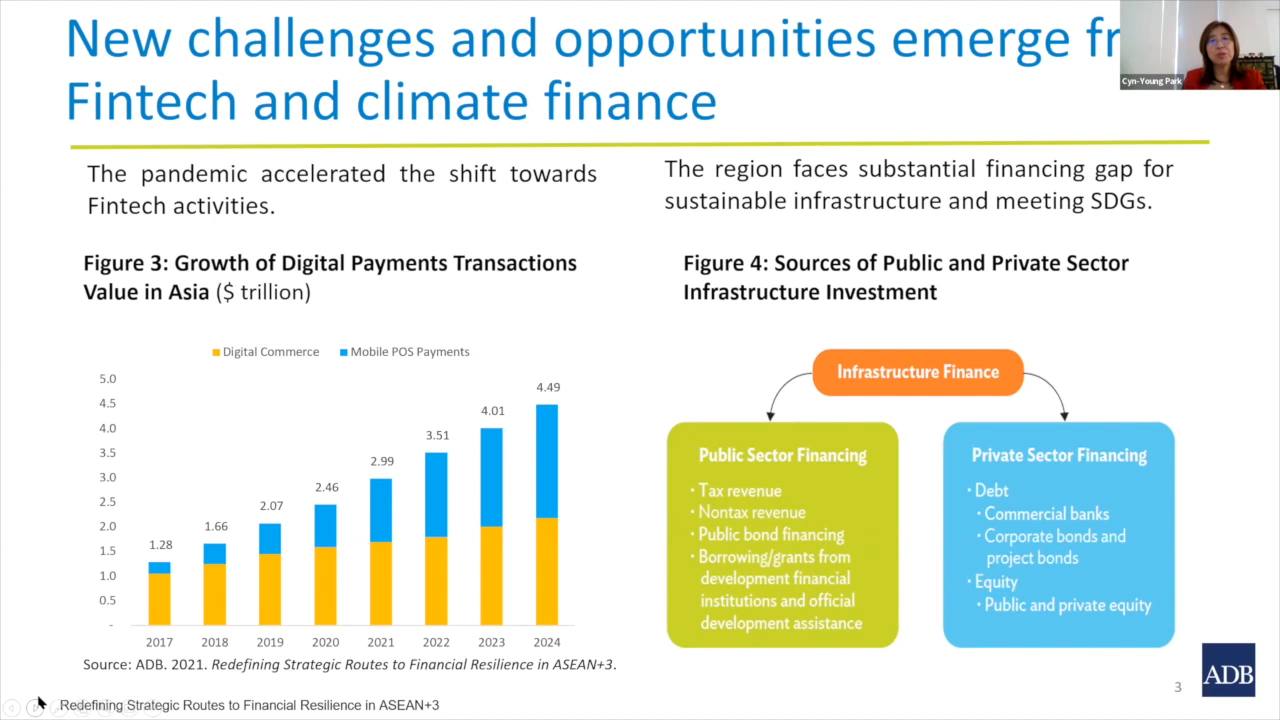 New challenges and opportunities emerge fr
Fintech and climate finance
Cyn-Young Park
The pandemic accelerated the shift towards
Fintech activities.
Figure 3: Growth of Digital Payments Transactions
Value in Asia ($ trillion)
Digital Commerce
Mobile POS Payments
5.0
4.5
4.0
3.5
3.0
2.5
2.0
1.5
1.0
0.5
-
1.28
1.66
2.07
2.46
2.99
3.51
4.01
4.49
2017 2018 2019 2020 2021 2022 2023 2024
Source: ADB. 2021. Redefining Strategic Routes to Financial Resilience in ASEAN+3.
The region faces substantial financing gap for
sustainable infrastructure and meeting SDGs.
Figure 4: Sources of Public and Private Sector
Infrastructure Investment
Infrastructure Finance
Public Sector Financing
· Tax revenue
· Nontax revenue
· Public bond financing
· Borrowing/grants from
development financial
institutions and official
development assistance
Private Sector Financing
· Debt
· Commercial banks
· Corporate bonds and
project bonds
· Equity
· Public and private equity
ADB
3
Redefining Strategic Routes to Financial Resilience in ASEAN+3